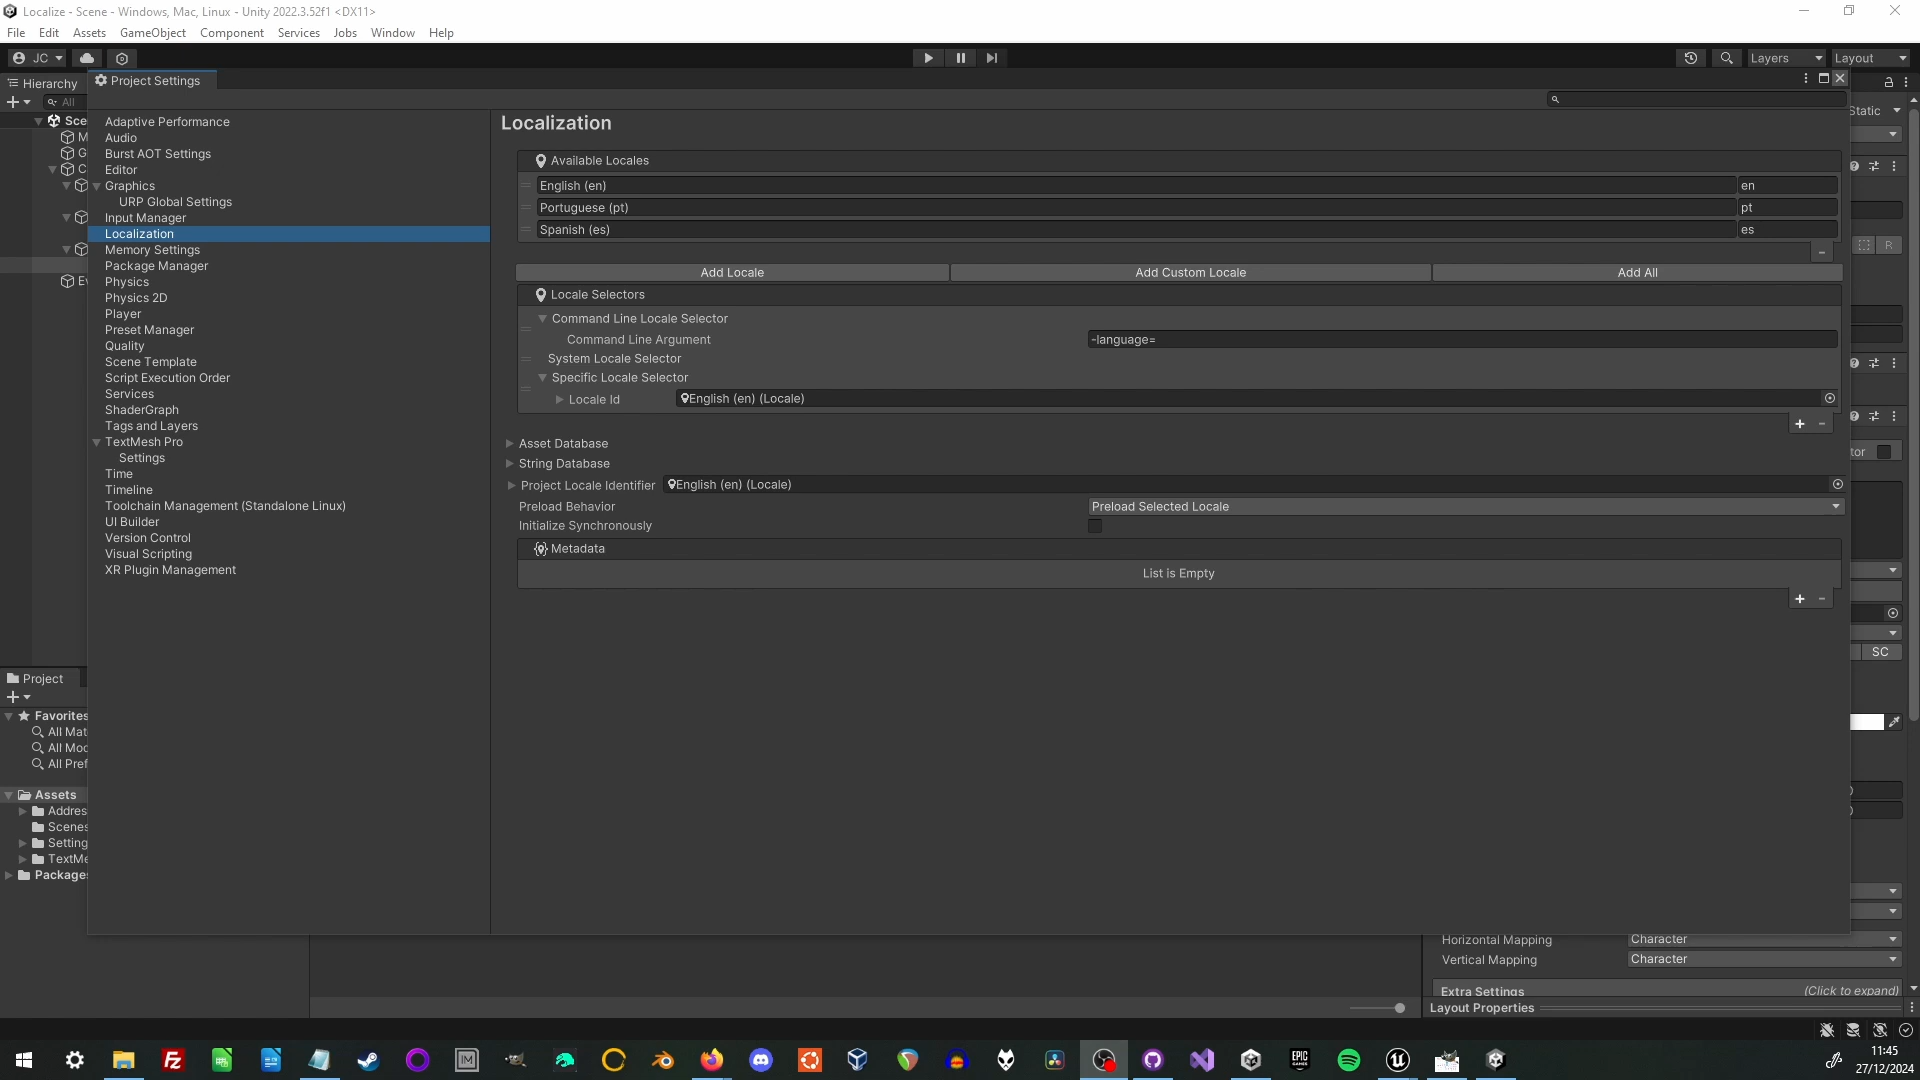 Localize - Scene - Windows, Mac, Linux - Unity 2022.3.52f1 <DX11>
File Edit Assets GameObject Component Services Jobs Window Help
JC
Layers
Layout
Hierarchy
Project Settings
All
Static
Adaptive Performance
Audio
Burst AOT Settings
Editor
Graphics
URP Global Settings
Input Manager
Localization
Memory Settings
Package Manager
Physics
Physics 2D
Player
Preset Manager
Quality
Scene Template
Script Execution Order
Services
ShaderGraph
Tags and Layers
TextMesh Pro
Settings
Time
Timeline
Toolchain Management (Standalone Linux)
UI Builder
Version Control
Visual Scripting
XR Plugin Management
Localization
Available Locales
English (en) en
Portuguese (pt) pt
Spanish (es) es
Add Locale Add Custom Locale Add All
Locale Selectors
Command Line Locale Selector
Command Line Argument -language=
System Locale Selector
Specific Locale Selector
Locale Id English (en) (Locale)
Asset Database
String Database
Project Locale Identifier English (en) (Locale)
Preload Behavior Preload Selected Locale
Initialize Synchronously
Metadata
List is Empty
R
SC
Project
Favorites
All Mat
All Mod
All Pref
Assets
Addres
Scenes
Setting
TextMe
Packages
Horizontal Mapping Character
Vertical Mapping Character
Extra Settings (Click to expand)
Layout Properties
11:45
27/12/2024